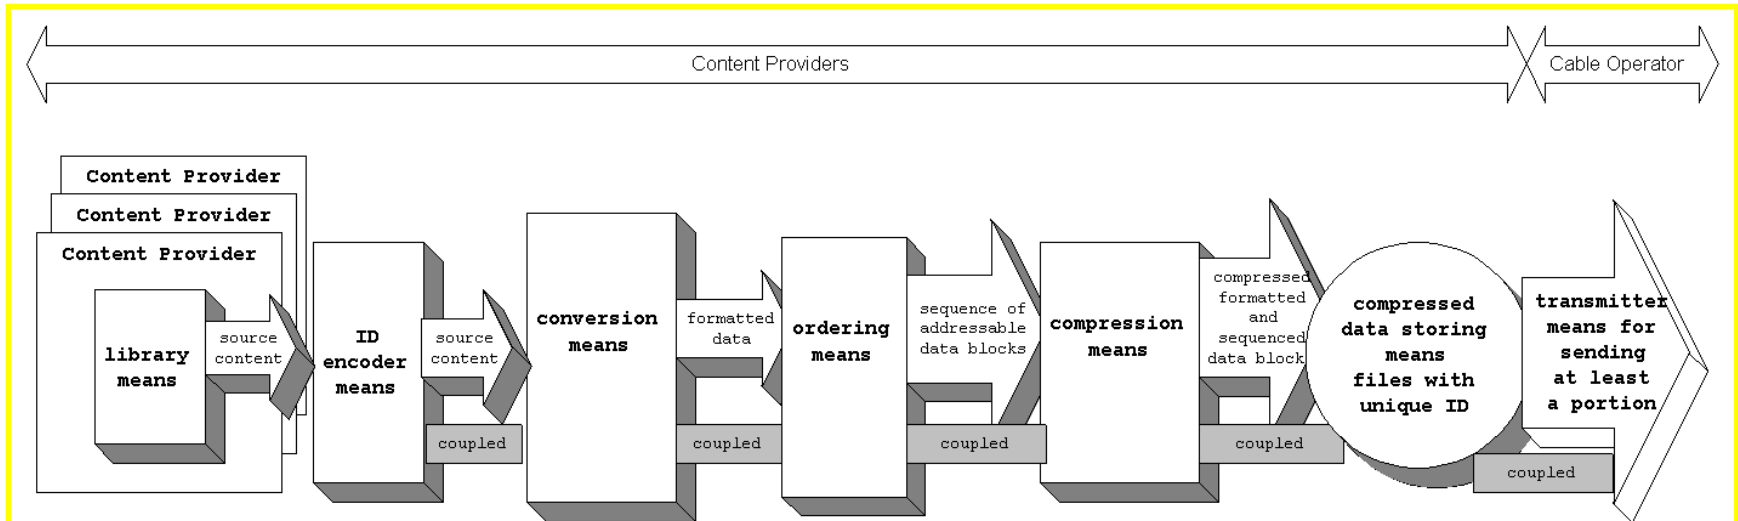 Content Providers
Cable Operator
Content Provider
Content Provider
Content Provider
library
means
source
content
ID
encoder
means
source
content
coupled
conversion
means
formatted
data
coupled
ordering
means
sequence of
addressable
data blocks
coupled
compression
means
compressed
formatted
and
sequenced
data block
coupled
compressed
data storing
means
files with
unique ID
transmitter
means for
sending
at least
a portion
coupled